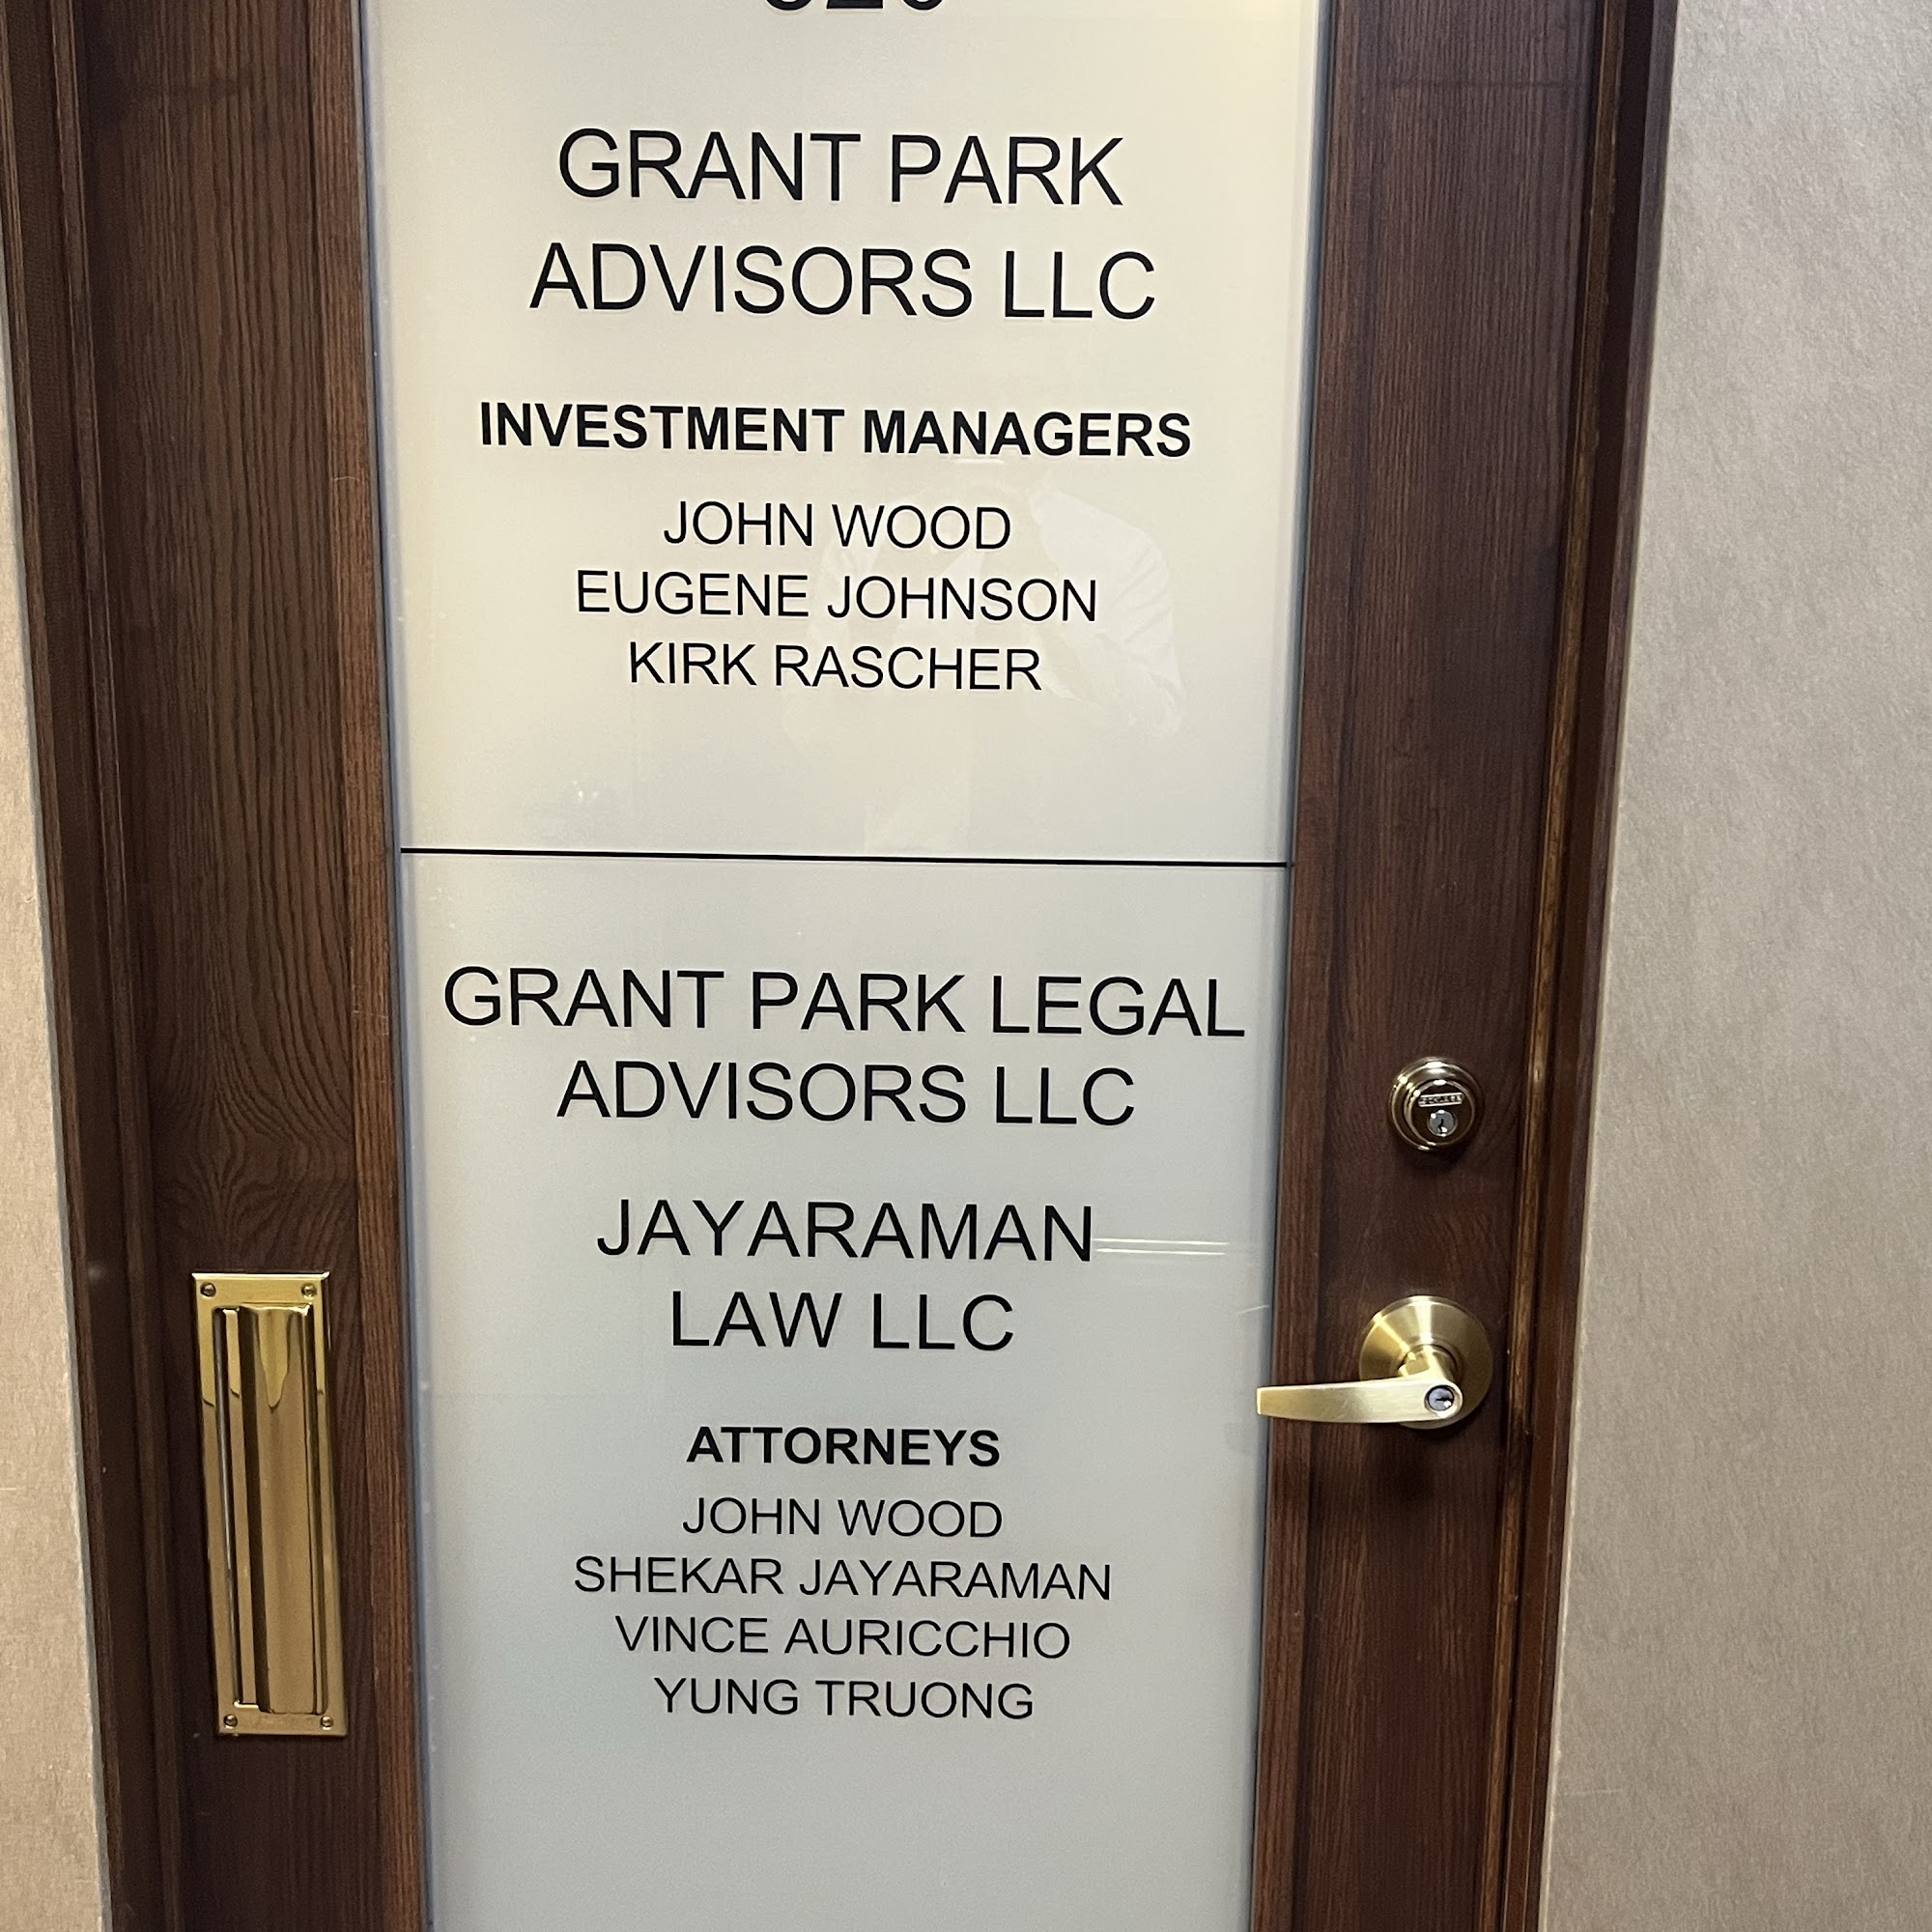 GRANT PARK
ADVISORS LLC
INVESTMENT MANAGERS
JOHN WOOD
EUGENE JOHNSON
KIRK RASCHER
GRANT PARK LEGAL
ADVISORS LLC
JAYARAMAN
LAW LLC
ATTORNEYS
JOHN WOOD
SHEKAR JAYARAMAN
VINCE AURICCHIO
YUNG TRUONG